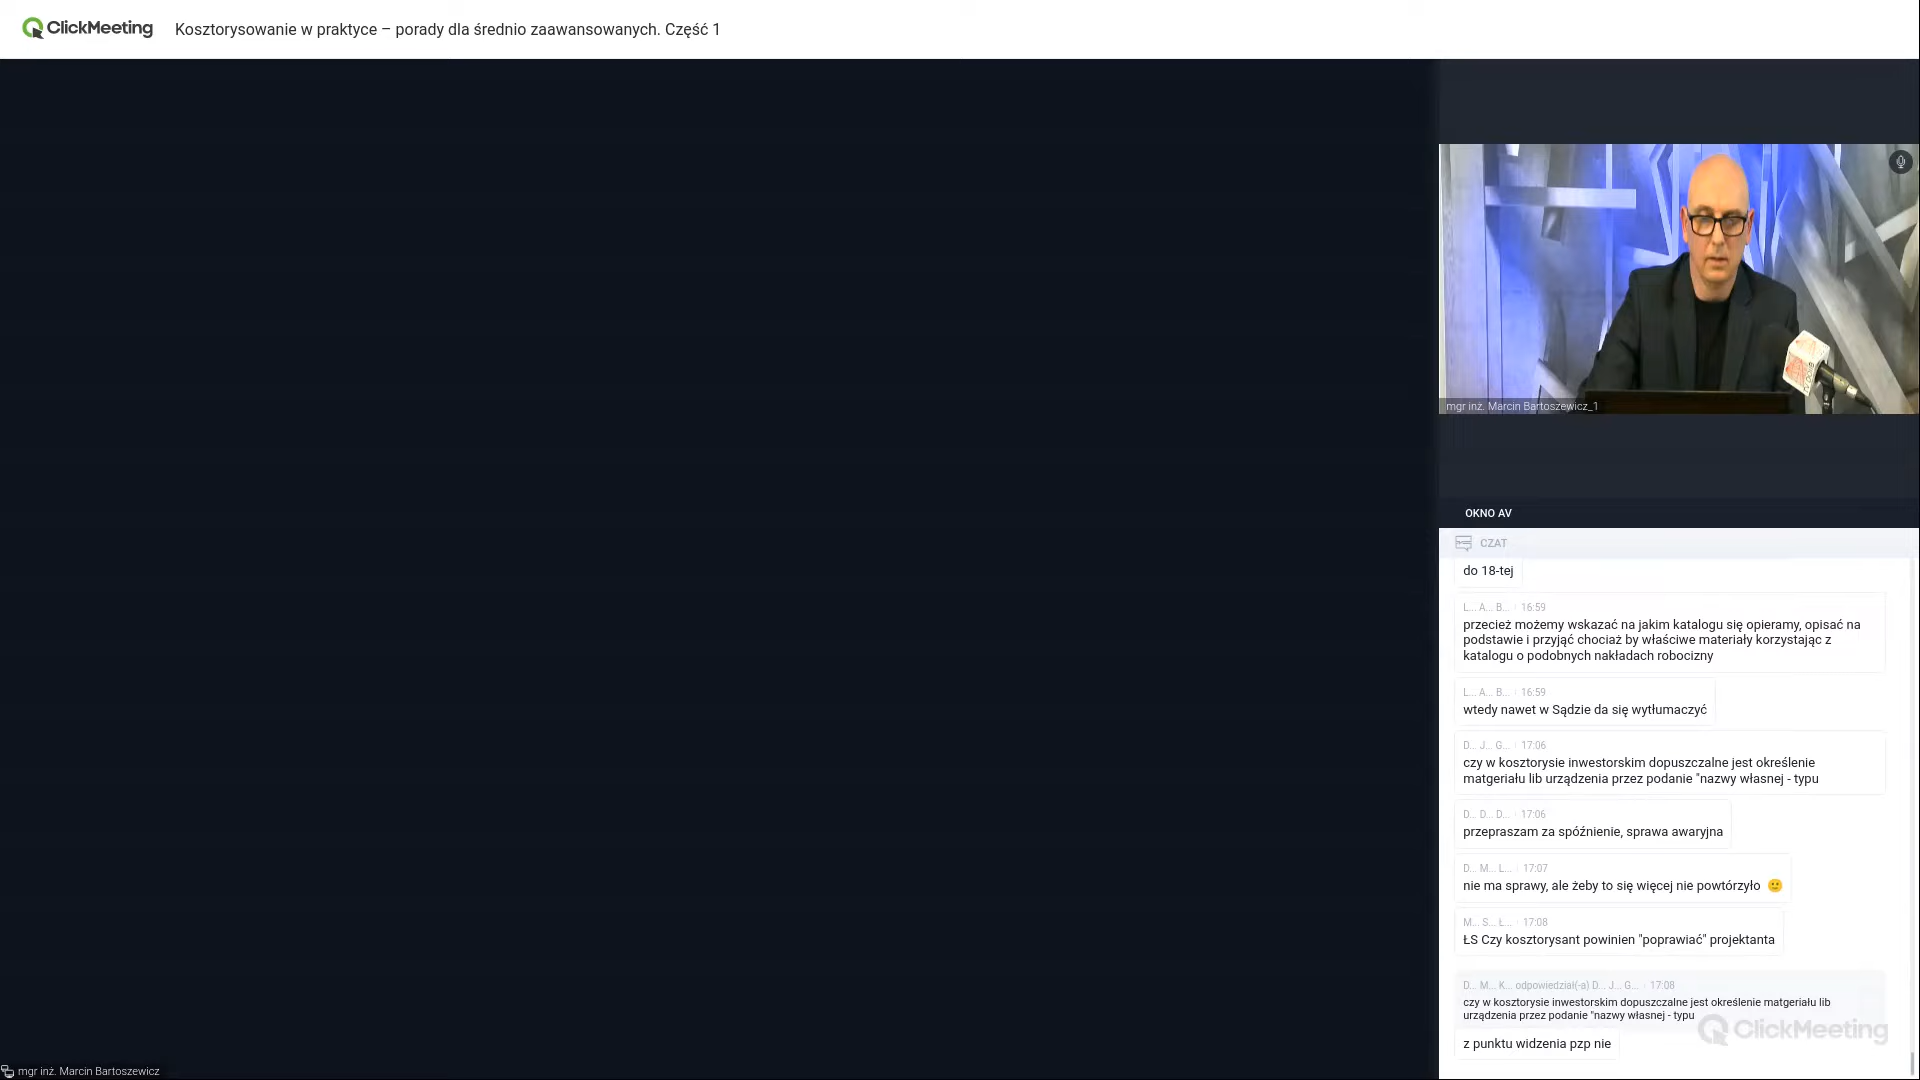 ClickMeeting
Kosztorysowanie w praktyce – porady dla średnio zaawansowanych. Część 1
mgr inż. Marcin Bartoszewicz_1
OKNO AV
CZAT
do 18-tej
L... A... B... 16:59
przecież możemy wskazać na jakim katalogu się opieramy, opisać na
podstawie i przyjąć chociaż by właściwe materiały korzystając z
katalogu o podobnych nakładach robocizny
L... A... B... 16:59
wtedy nawet w Sądzie da się wytłumaczyć
D... J... G... 17:06
czy w kosztorysie inwestorskim dopuszczalne jest określenie
matgeriału lib urządzenia przez podanie "nazwy własnej - typu
D... D... D... 17:06
przepraszam za spóźnienie, sprawa awaryjna
D... M... L... 17:07
nie ma sprawy, ale żeby to się więcej nie powtórzyło 🙂
M... S... Ł... 17:08
ŁS Czy kosztorysant powinien "poprawiać" projektanta
D... M... K... odpowiedział(-a) D... J... G... 17:08
czy w kosztorysie inwestorskim dopuszczalne jest określenie matgeriału lib
urządzenia przez podanie "nazwy własnej - typu
z punktu widzenia pzp nie
ClickMeeting
mgr inż. Marcin Bartoszewicz